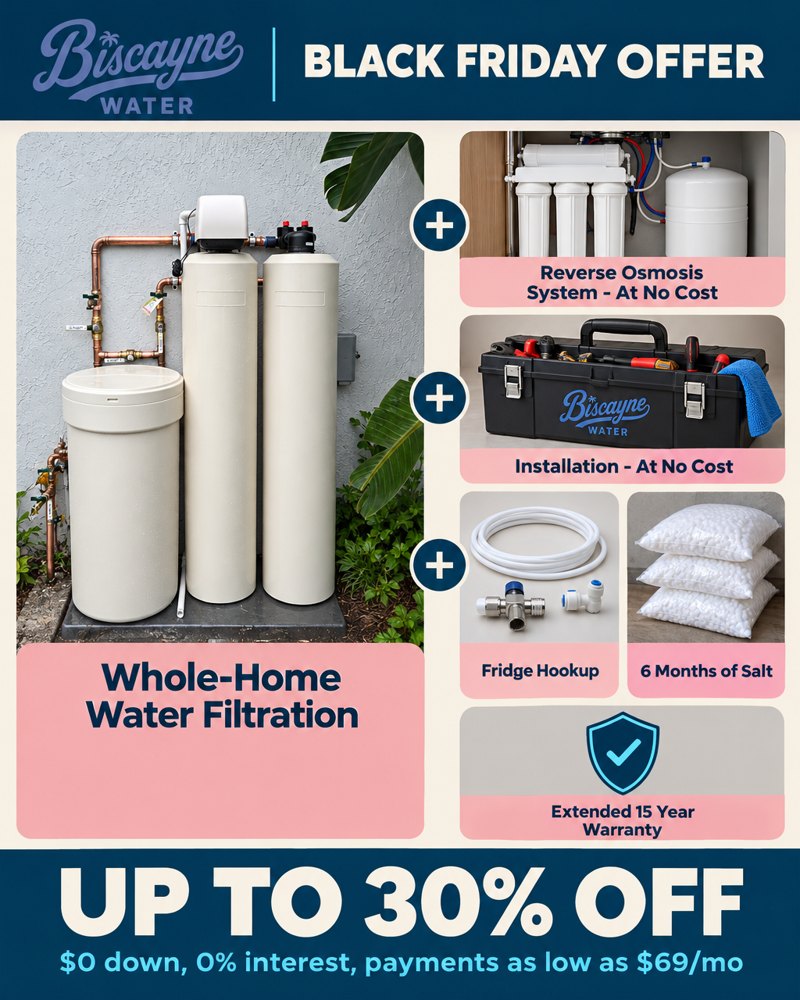 Biscayne
WATER
BLACK FRIDAY OFFER
Reverse Osmosis
System - At No Cost
Biscayne
WATER
Installation - At No Cost
Fridge Hookup
6 Months of Salt
Whole-Home
Water Filtration
Extended 15 Year
Warranty
UP TO 30% OFF
$0 down, 0% interest, payments as low as $69/mo